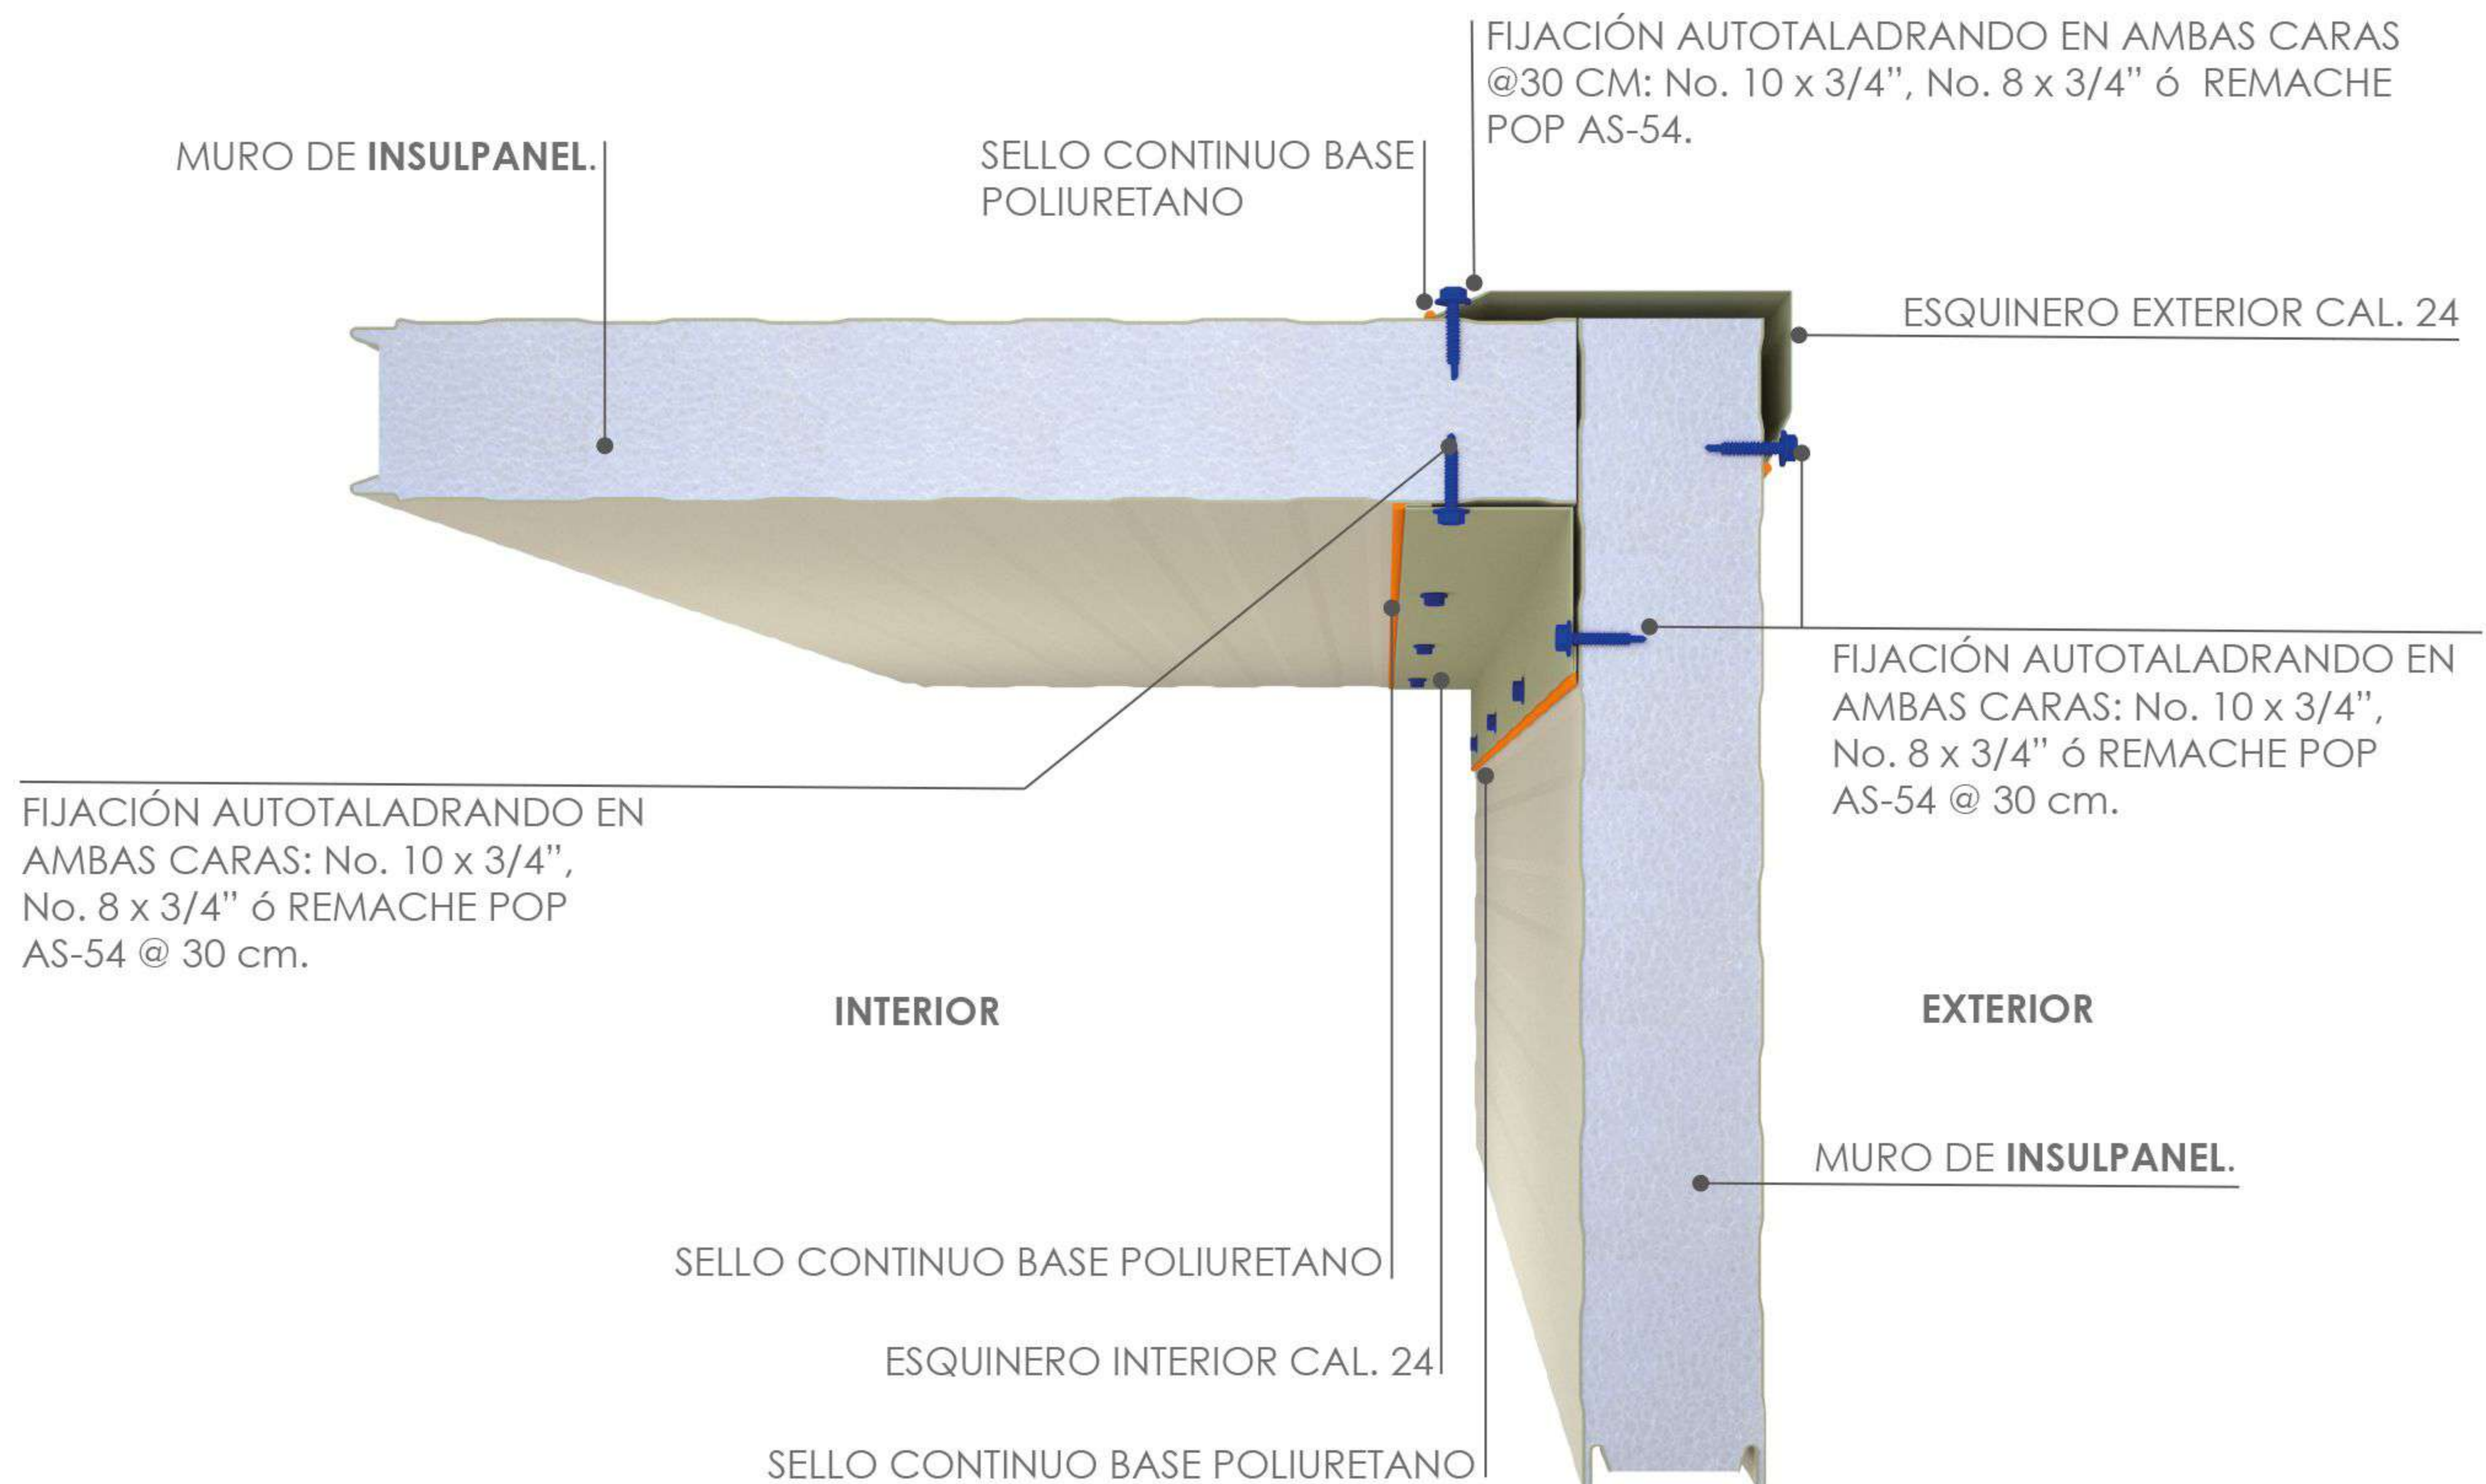 FIJACIÓN AUTOTALADRANDO EN AMBAS CARAS
@30 CM: No. 10 x 3/4”, No. 8 x 3/4” ó REMACHE
POP AS-54.
MURO DE INSULPANEL.
SELLO CONTINUO BASE
POLIURETANO
ESQUINERO EXTERIOR CAL. 24
FIJACIÓN AUTOTALADRANDO EN
AMBAS CARAS: No. 10 x 3/4”,
No. 8 x 3/4” ó REMACHE POP
AS-54 @ 30 cm.
FIJACIÓN AUTOTALADRANDO EN
AMBAS CARAS: No. 10 x 3/4”,
No. 8 x 3/4” ó REMACHE POP
AS-54 @ 30 cm.
INTERIOR
EXTERIOR
MURO DE INSULPANEL.
SELLO CONTINUO BASE POLIURETANO
ESQUINERO INTERIOR CAL. 24
SELLO CONTINUO BASE POLIURETANO